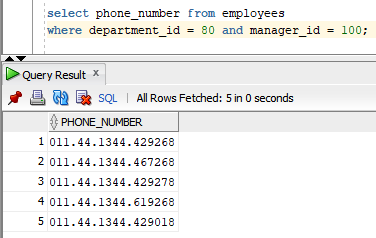 select phone_number from employees
where department_id = 80 and manager_id = 100;
Query Result x
SQL | All Rows Fetched: 5 in 0 seconds
PHONE_NUMBER
1 011.44.1344.429268
2 011.44.1344.467268
3 011.44.1344.429278
4 011.44.1344.619268
5 011.44.1344.429018